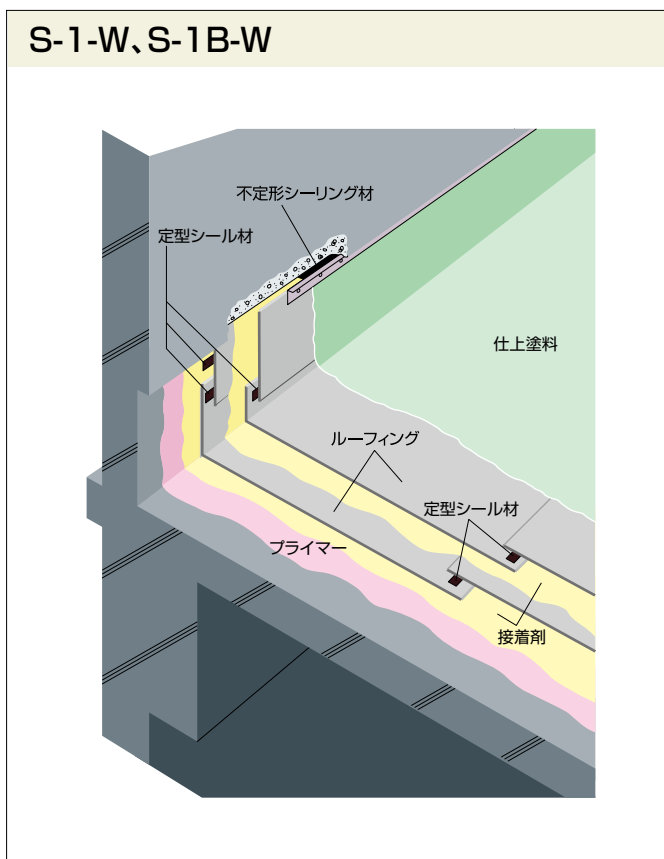 S-1-W、S-1B-W
不定形シーリング材
定型シール材
仕上塗料
ルーフィング
定型シール材
プライマー
接着剤